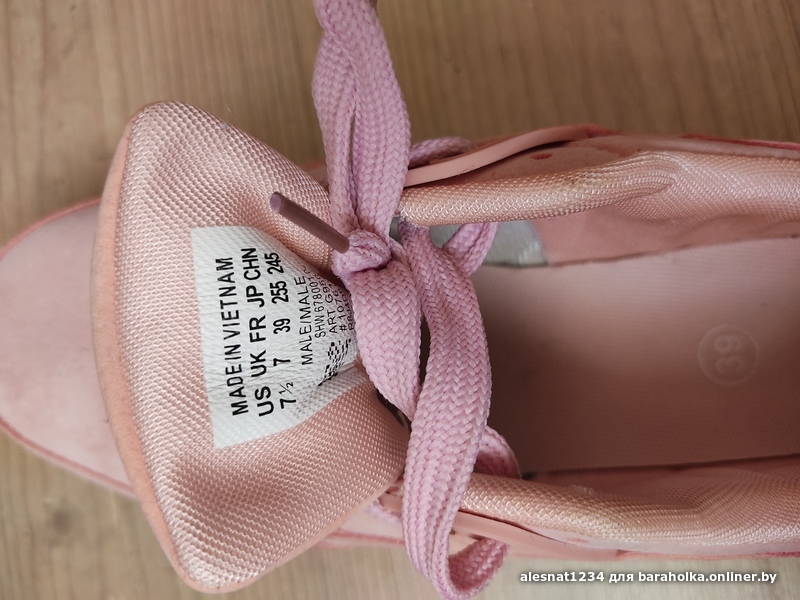 MADE IN VIETNAM
US UK FR JP CHN
7½ 7 39 255 245
MALE/MALE
ART
39
alesnat1234 для baraholka.onliner.by